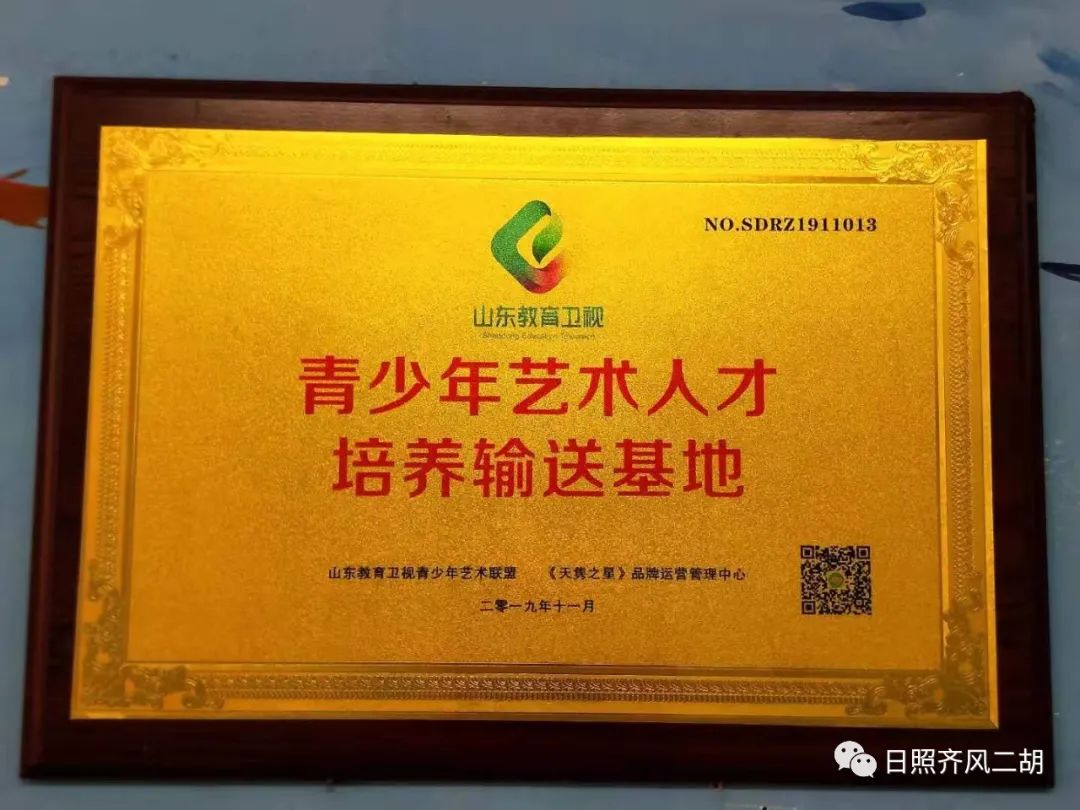 NO.SDRZ1911013
山东教育卫视
青少年艺术人才
培养输送基地
山东教育卫视青少年艺术联盟 《天隽之星》品牌运营管理中心
二零一九年十一月
日照齐风二胡